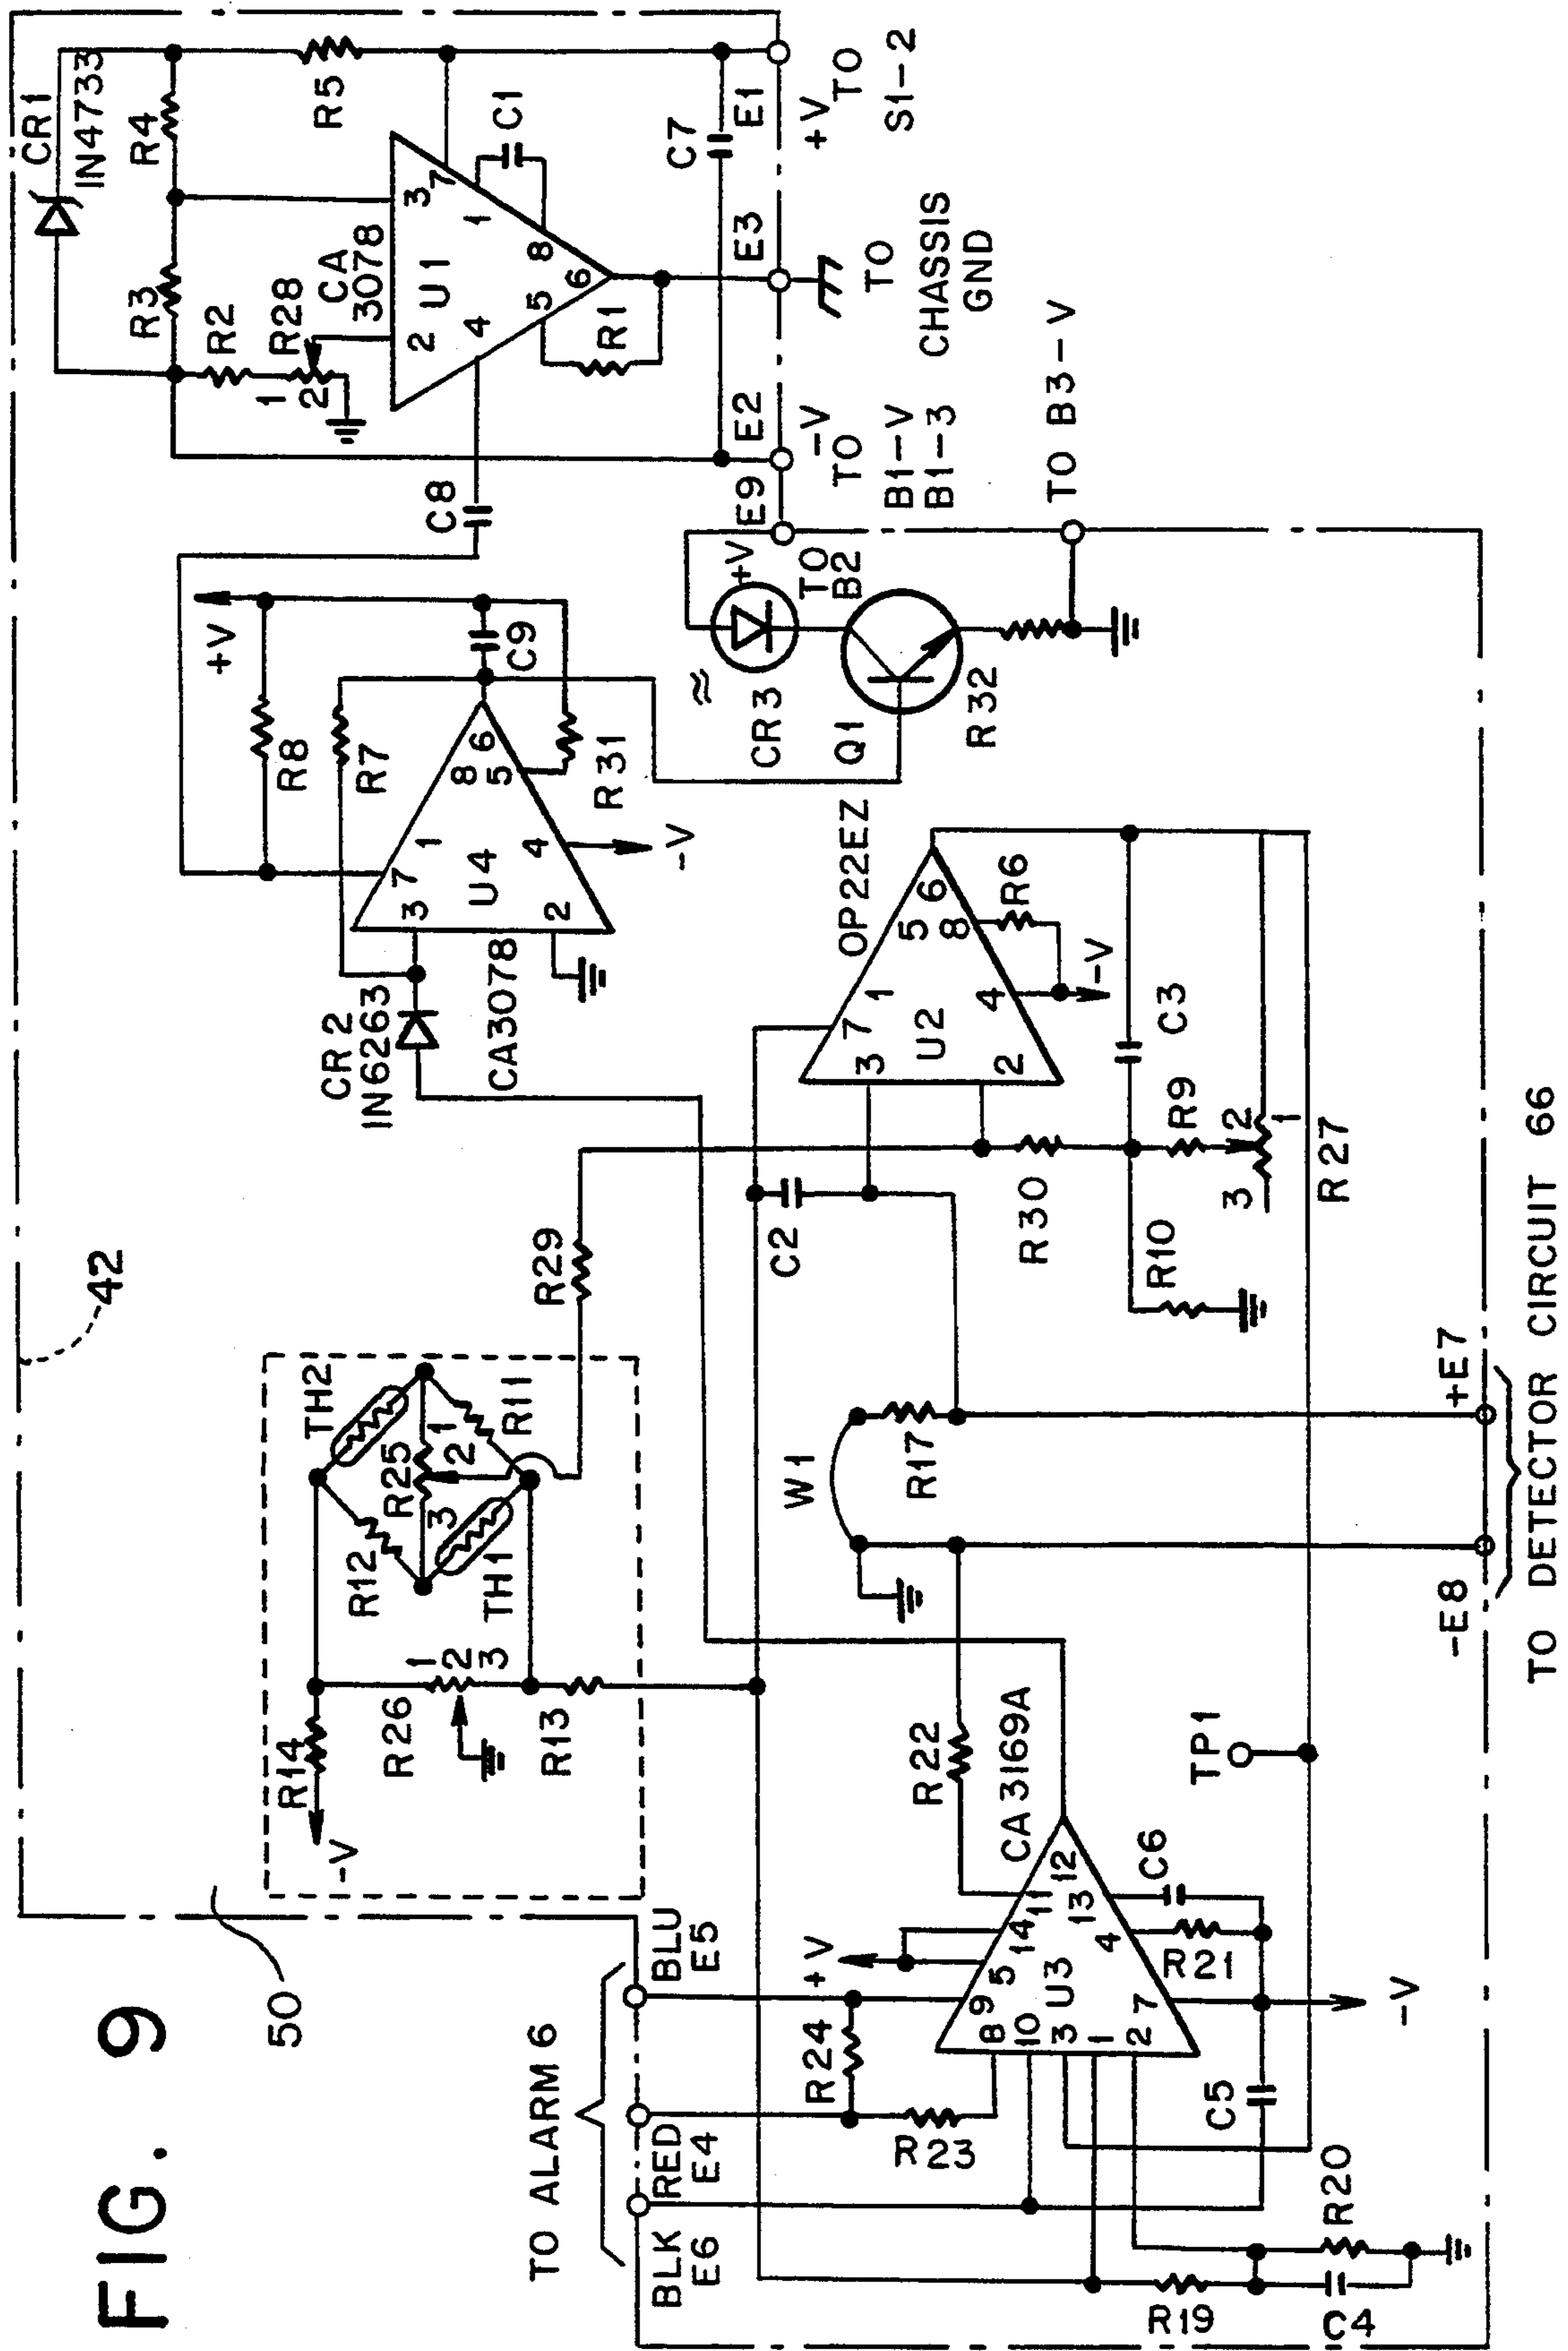 FIG. 9
42
50
CR1
IN4733
R4
R5
R3
R2
R28
1
2
CA
3078
U1
2
3
4
7
1
8
5
6
C1
R1
C7
C8
E1
+V
TO
S1-2
E3
TO
CHASSIS
GND
E2
-V
TO
B1-V
B1-3
E9
+V
TO
B2
TO B3-V
+V
R8
R7
C9
R31
7
1
3
U4
8
6
5
4
2
-V
CA3078
CR2
IN6263
≈
CR3
Q1
R32
OP22EZ
7
1
5
6
8
3
U2
4
2
R6
-V
C3
R9
R30
R10
R27
1
2
3
C2
R29
TH2
R25
1
2
3
R11
R12
TH1
R14
-V
R26
1
2
3
R13
W1
R17
+E7
-E8
TO DETECTOR CIRCUIT 66
TP1
R22
CA3169A
TO ALARM 6
BLU
E5
RED
E4
BLK
E6
+V
R24
R23
9
5
14
11
12
8
10
3
1
2
U3
13
4
7
C6
R21
-V
C5
R19
R20
C4